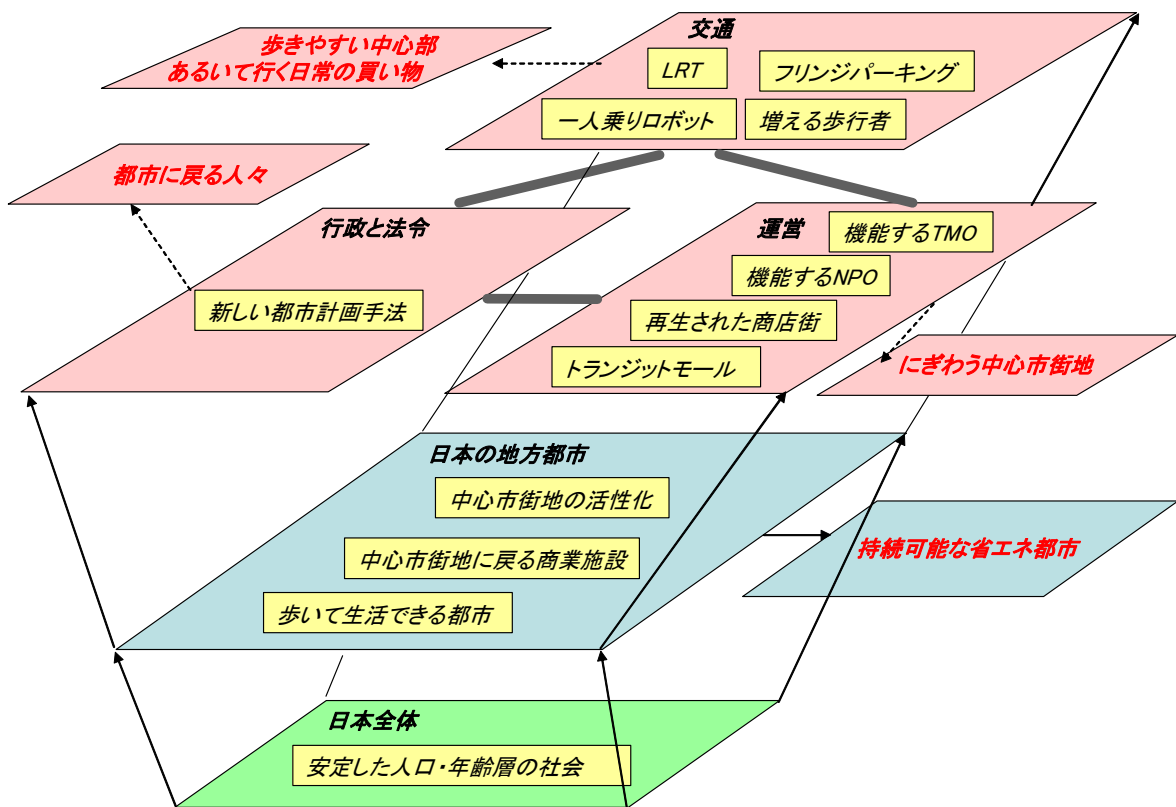 交通
歩きやすい中心部
あるいて行く日常の買い物
LRT
フリンジパーキング
一人乗りロボット
増える歩行者
都市に戻る人々
行政と法令
運営
機能するTMO
機能するNPO
新しい都市計画手法
再生された商店街
トランジットモール
にぎわう中心市街地
日本の地方都市
中心市街地の活性化
中心市街地に戻る商業施設
持続可能な省エネ都市
歩いて生活できる都市
日本全体
安定した人口・年齢層の社会